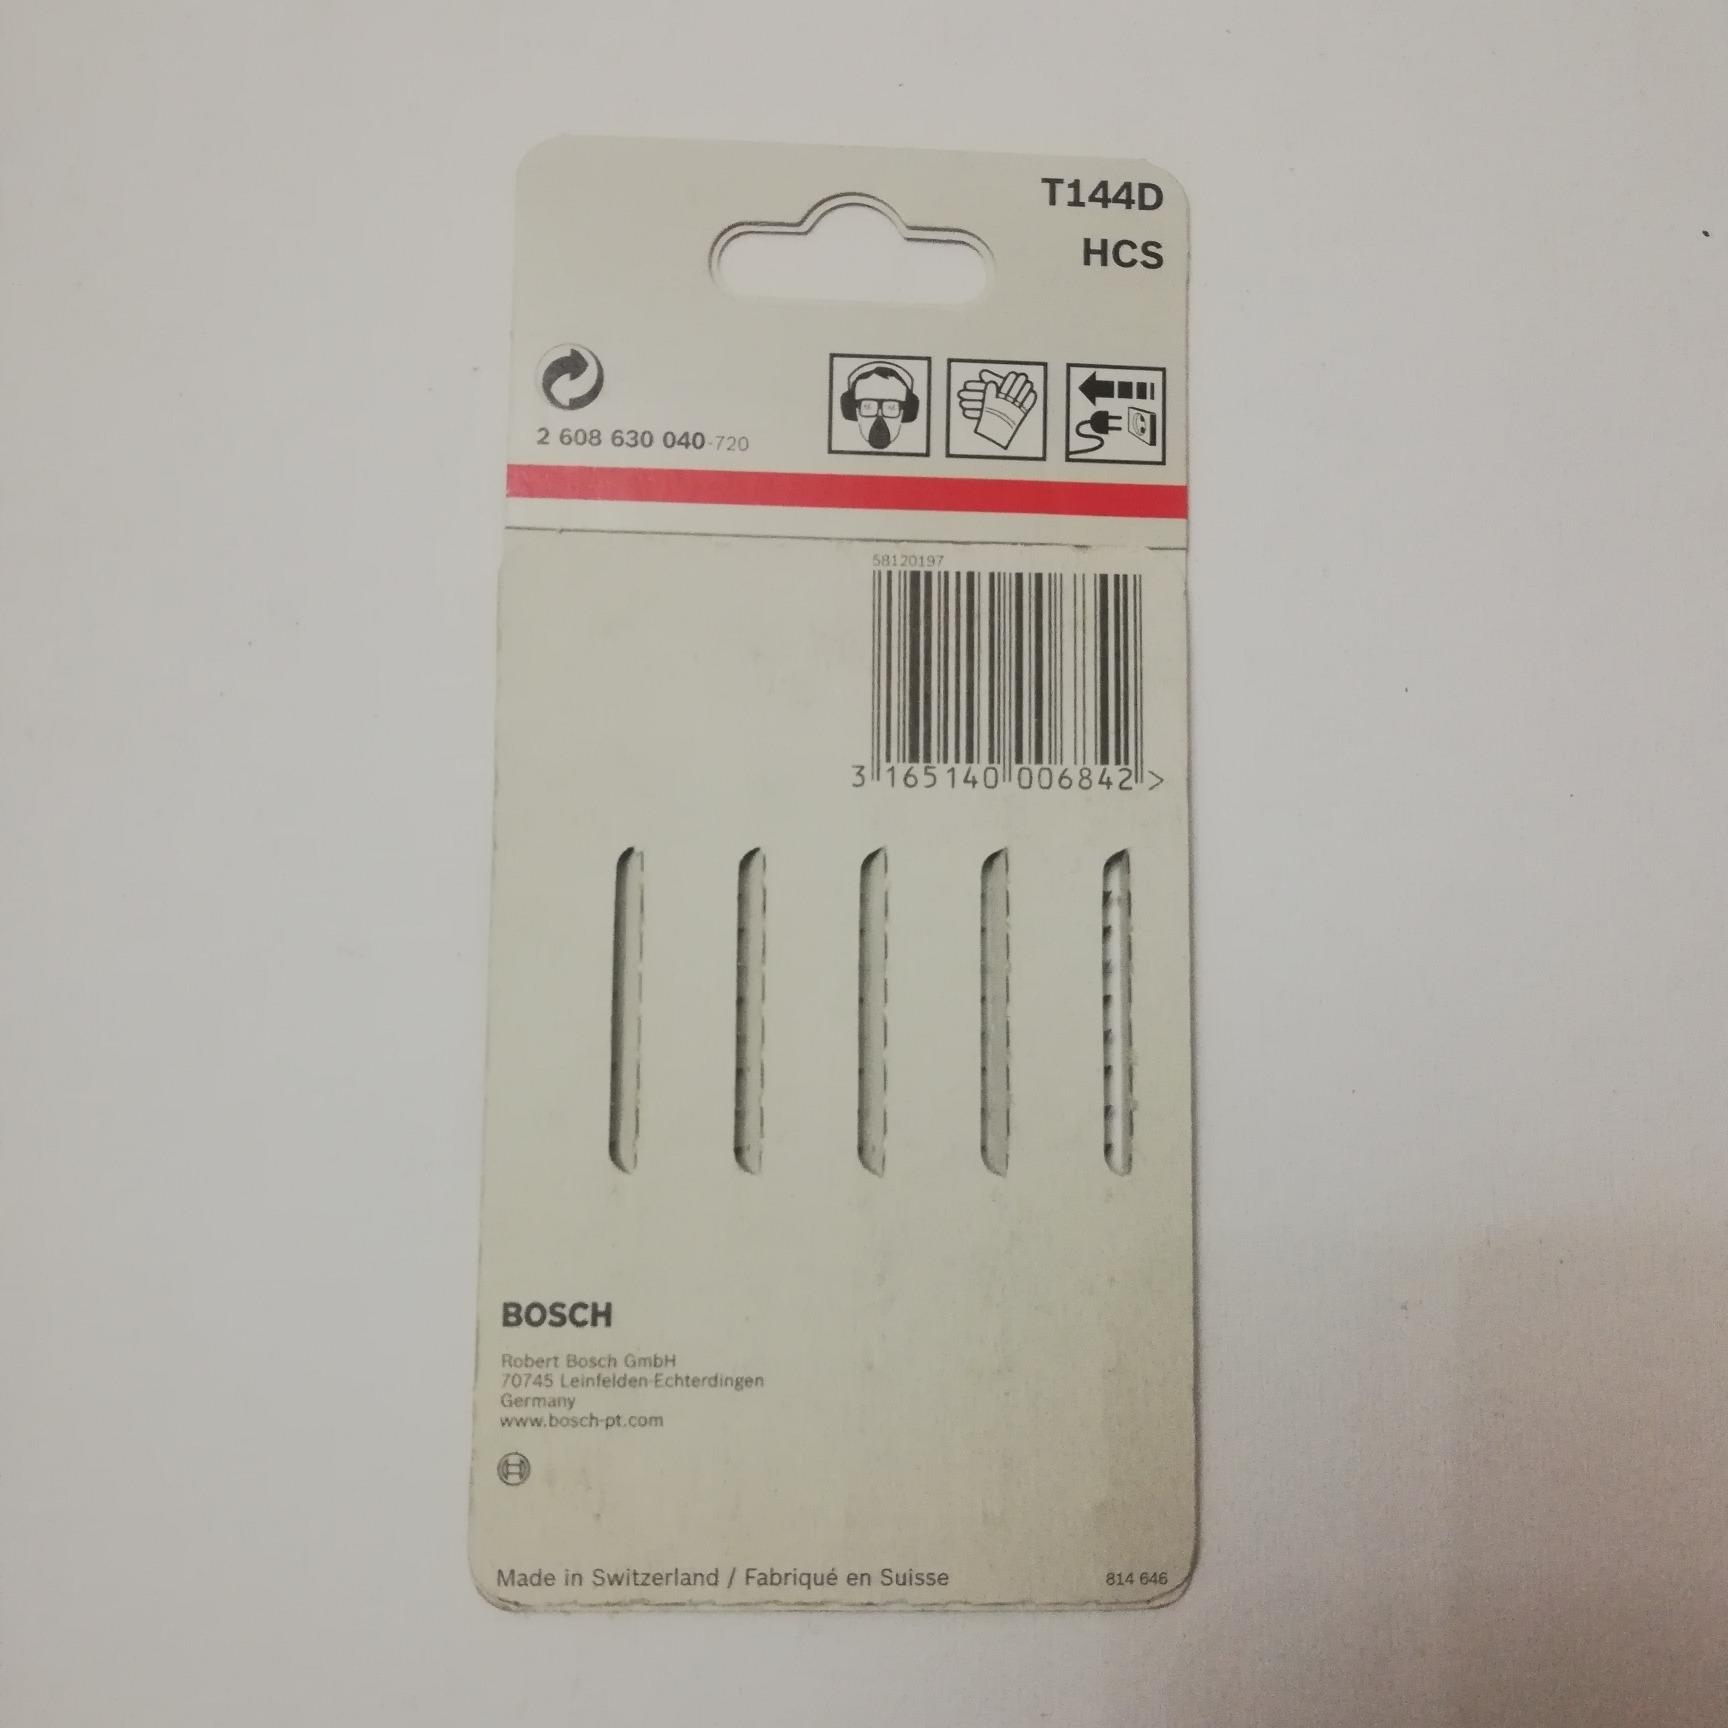 T144D
HCS
2 608 630 040-720
58120197
3 165140 006842 >
BOSCH
Robert Bosch GmbH
70745 Leinfelden-Echterdingen
Germany
www.bosch-pt.com
Made in Switzerland / Fabriqué en Suisse
814 646